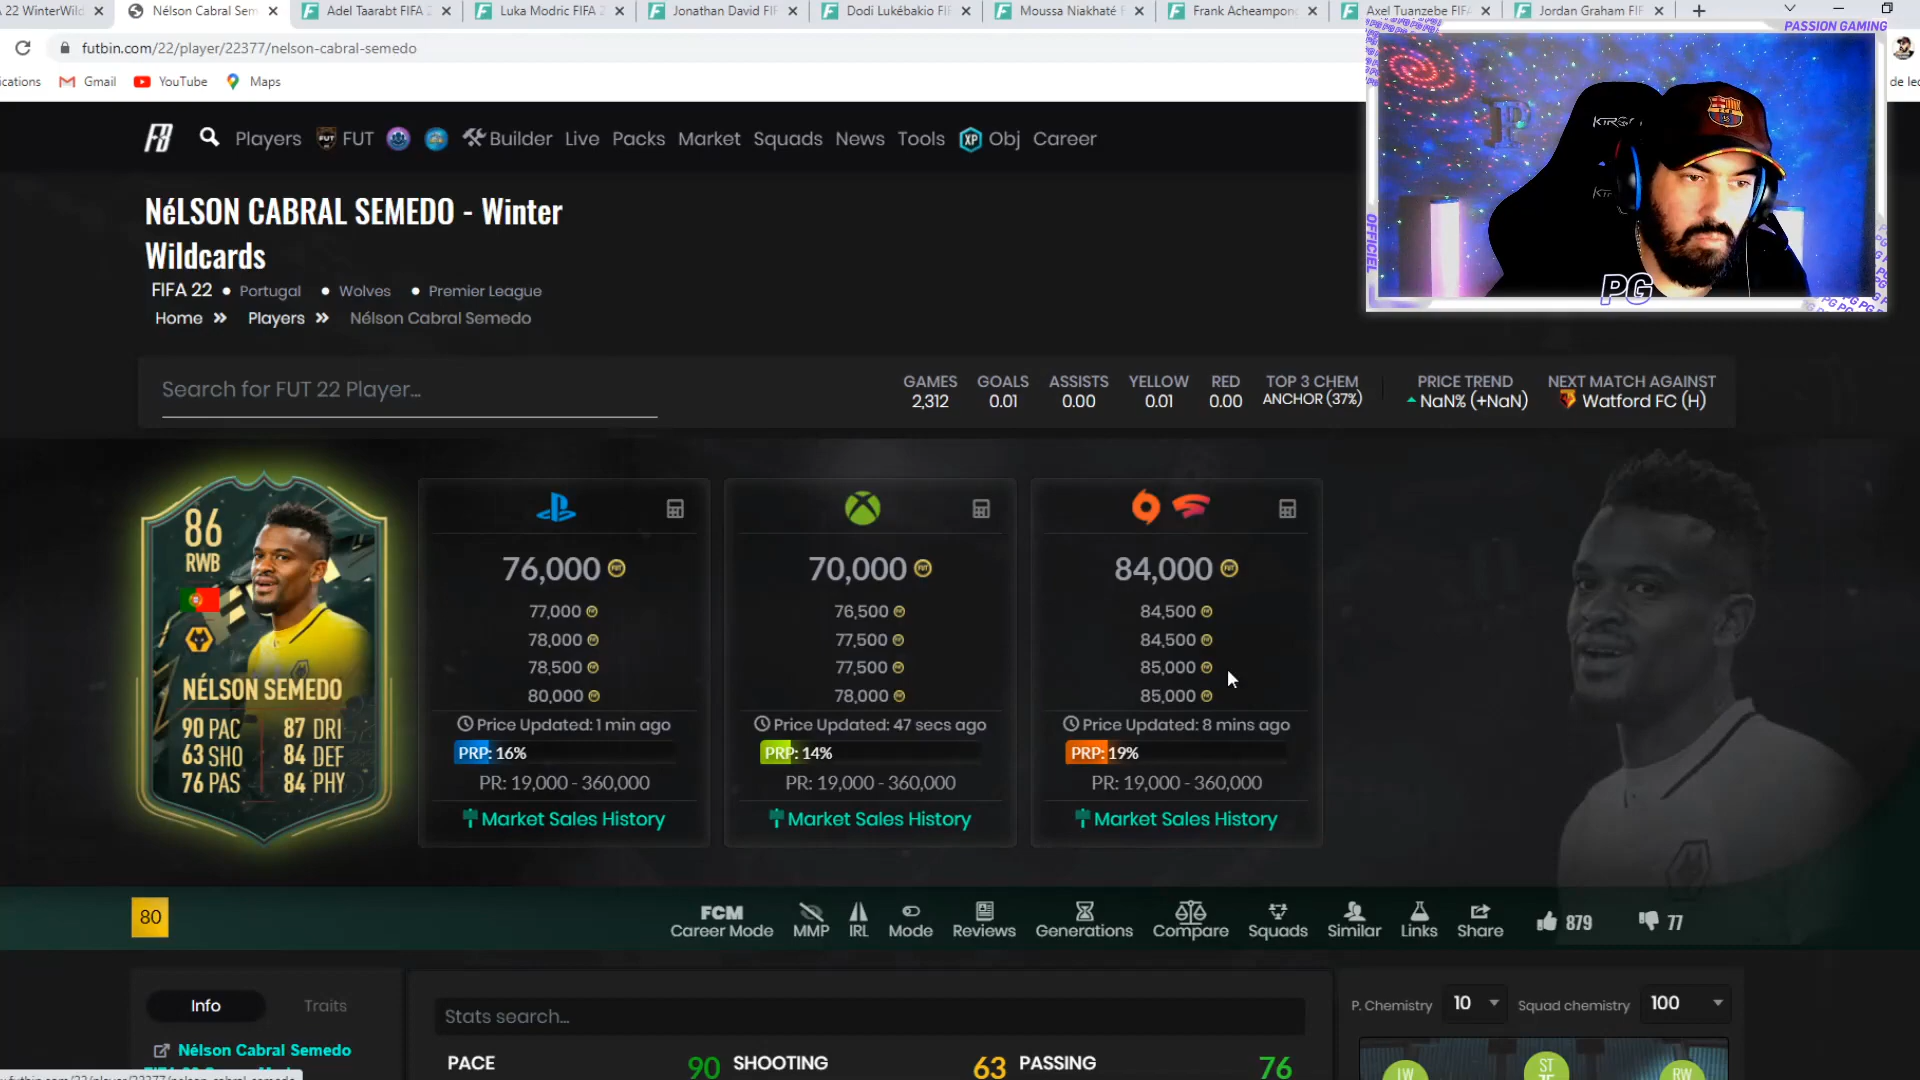 22 WinterWild
Nélson Cabral Sem
Adel Taarabt FIFA 2
Luka Modric FIFA 2
Jonathan David FIF
Dodi Lukébakio FI
Moussa Niakhaté F
Frank Acheampon
Axel Tuanzebe FIFA
Jordan Graham FIF
PASSION GAMING
futbin.com/22/player/22377/nelson-cabral-semedo
ications
Gmail
YouTube
Maps
de lec
Players
FUT
Builder
Live
Packs
Market
Squads
News
Tools
XP
Obj
Career
OFFICIEL
PG
NéLSON CABRAL SEMEDO - Winter
Wildcards
FIFA 22 • Portugal • Wolves • Premier League
Home » Players » Nélson Cabral Semedo
Search for FUT 22 Player...
GAMES GOALS ASSISTS YELLOW RED TOP 3 CHEM PRICE TREND NEXT MATCH AGAINST
2,312 0.01 0.00 0.01 0.00 ANCHOR (37%) NaN% (+NaN) Watford FC (H)
86
RWB
NÉLSON SEMEDO
90 PAC 87 DRI
63 SHO 84 DEF
76 PAS 84 PHY
76,000
77,000
78,000
78,500
80,000
Price Updated: 1 min ago
PRP: 16%
PR: 19,000 - 360,000
Market Sales History
70,000
76,500
77,500
77,500
78,000
Price Updated: 47 secs ago
PRP: 14%
PR: 19,000 - 360,000
Market Sales History
84,000
84,500
84,500
85,000
85,000
Price Updated: 8 mins ago
PRP: 19%
PR: 19,000 - 360,000
Market Sales History
80
FCM
Career Mode
MMP
IRL
Mode
Reviews
Generations
Compare
Squads
Similar
Links
Share
879
77
Info
Traits
Stats search...
P. Chemistry 10
Squad chemistry 100
Nélson Cabral Semedo
PACE 90 SHOOTING 63 PASSING 76
LW
ST
RW